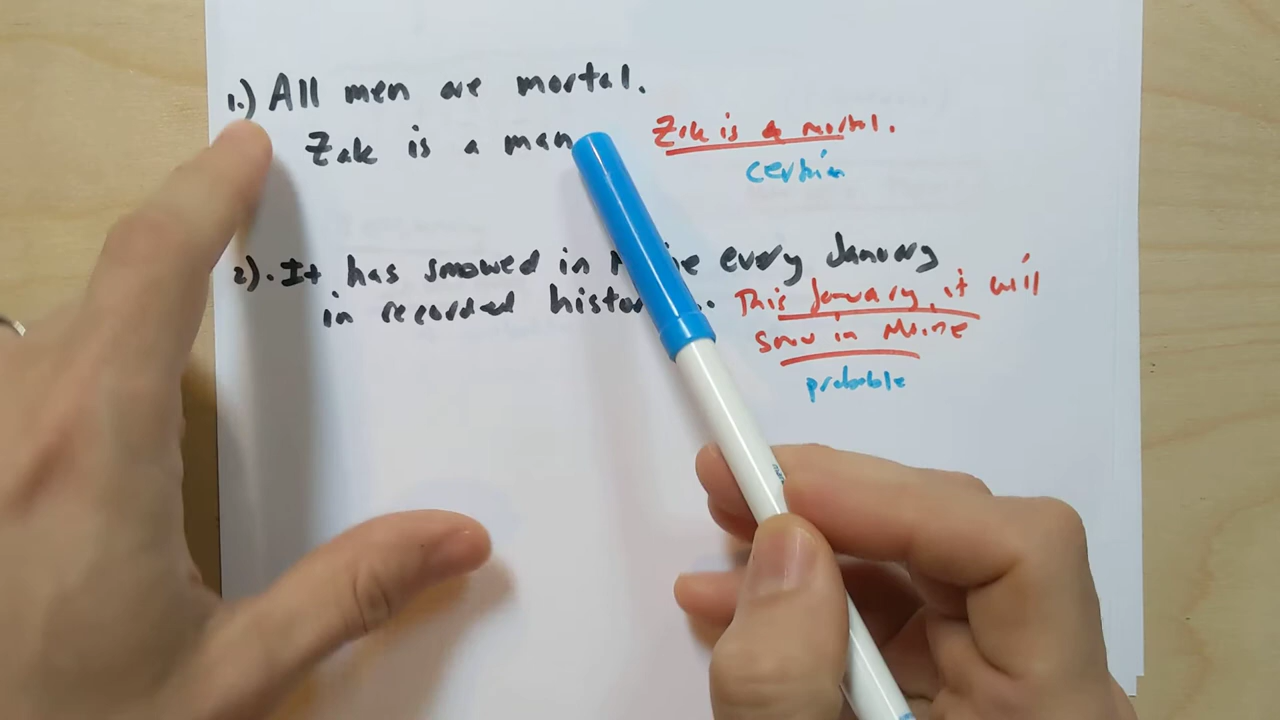 1.) All men are mortal.
Zak is a man
Zak is a mortal.
certain
2). It has snowed in every January
in recorded
This January, it will
snow in Maine
probable